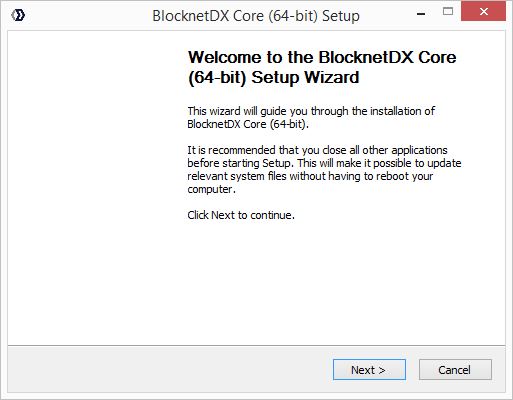 BlocknetDX Core (64-bit) Setup
Welcome to the BlocknetDX Core
(64-bit) Setup Wizard
This wizard will guide you through the installation of
BlocknetDX Core (64-bit).
It is recommended that you close all other applications
before starting Setup. This will make it possible to update
relevant system files without having to reboot your
computer.
Click Next to continue.
Next >
Cancel